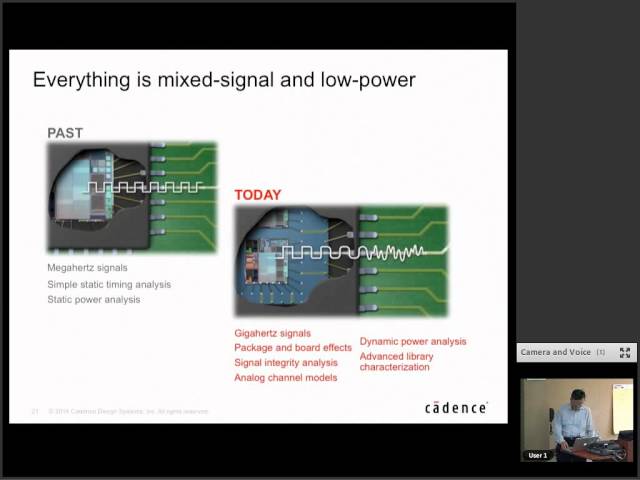 Everything is mixed-signal and low-power
PAST
Megahertz signals
Simple static timing analysis
Static power analysis
TODAY
Gigahertz signals
Package and board effects
Signal integrity analysis
Analog channel models
Dynamic power analysis
Advanced library
characterization
21 © 2014 Cadence Design Systems, Inc. All rights reserved.
cādence®
Camera and Voice (1)
User 1